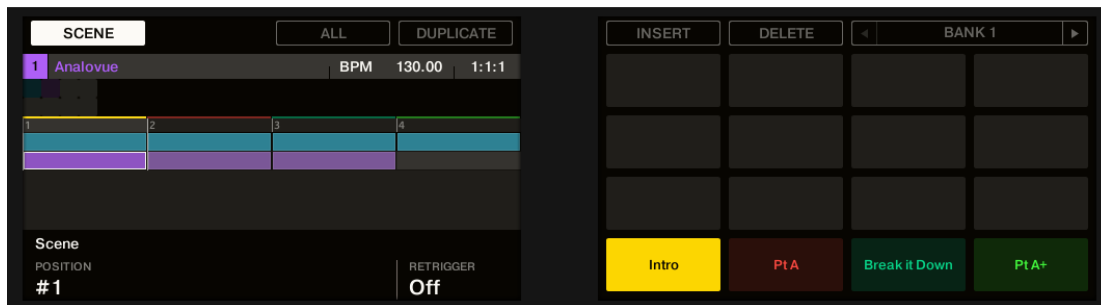 SCENE ALL DUPLICATE
1 Analovue BPM 130.00 1:1:1
1 2 3 4
Scene
POSITION RETRIGGER
#1 Off
INSERT DELETE BANK 1
Intro Pt A Break it Down Pt A+